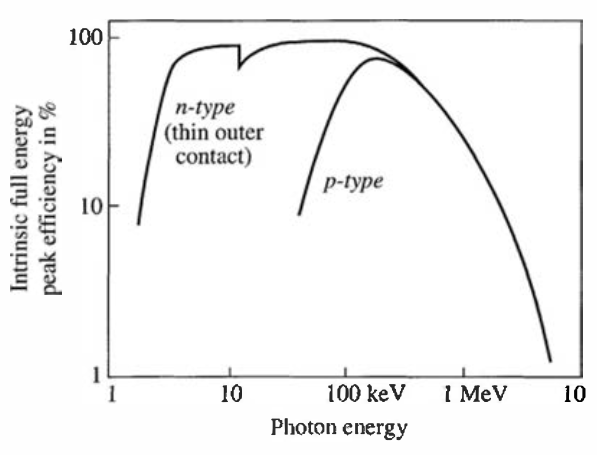 Intrinsic full energy
peak efficiency in %
100
10
1
n-type
(thin outer
contact)
p-type
1 10 100 keV 1 MeV 10
Photon energy